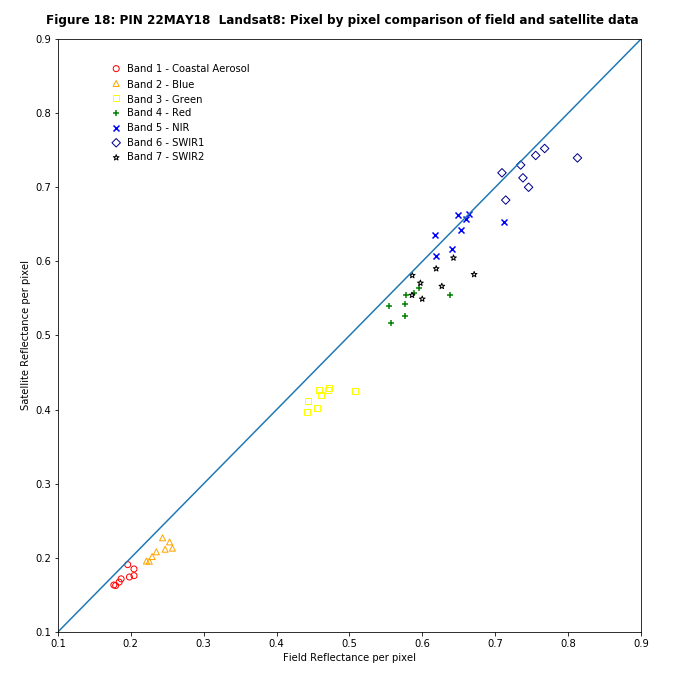 Figure 18: PIN 22MAY18  Landsat8: Pixel by pixel comparison of field and satellite data
0.9
Band 1 - Coastal Aerosol
Band 2 - Blue
Band 3 - Green
Band 4 - Red
Band 5 - NIR
Band 6 - SWIR1
Band 7 - SWIR2
0.8
0.7
0.6
0.5
0.4
0.3
0.2
0.1
Satellite Reflectance per pixel
0.1 0.2 0.3 0.4 0.5 0.6 0.7 0.8 0.9
Field Reflectance per pixel